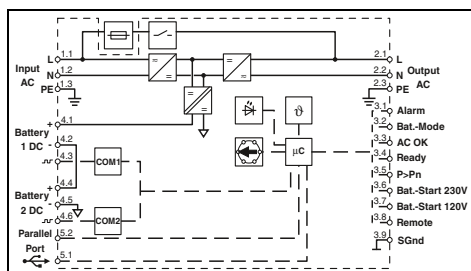 L 1.1 2.1 L
Input AC
N 1.2 2.2 N
Output AC
PE 1.3 2.3 PE
+ 4.1
Battery 1 DC
- 4.2
4.3
COM1
+ 4.4
Battery 2 DC
- 4.5
4.6
COM2
Parallel Port
5.2
5.1
ϑ
µC
3.1 Alarm
3.2 Bat.-Mode
3.3 AC OK
3.4 Ready
3.5 P>Pn
3.6 Bat.-Start 230V
3.7 Bat.-Start 120V
3.8 Remote
3.9 SGnd